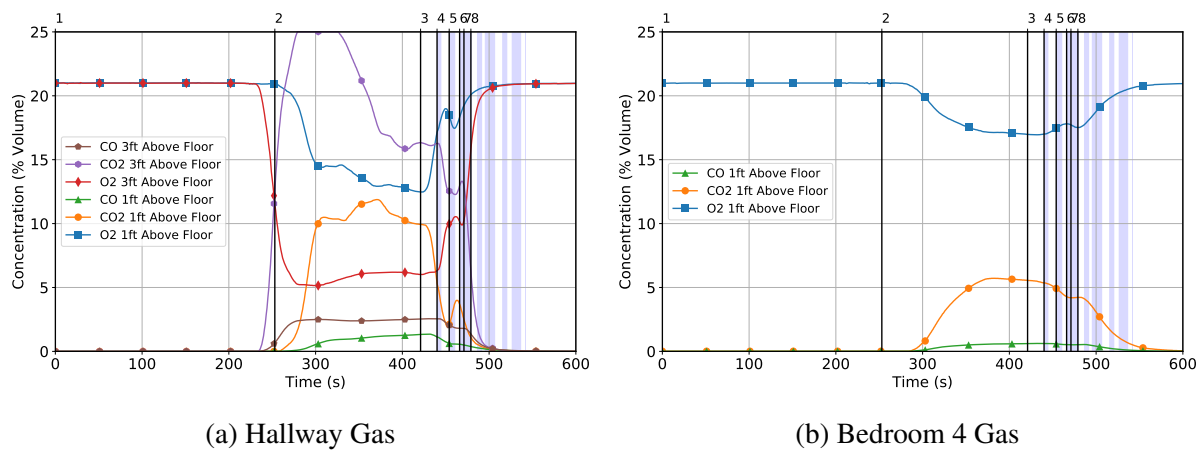 1 2 3 4 5 6 7 8
25
20
15
10
5
0
Concentration (% Volume)
CO 3ft Above Floor
CO2 3ft Above Floor
O2 3ft Above Floor
CO 1ft Above Floor
CO2 1ft Above Floor
O2 1ft Above Floor
0 100 200 300 400 500 600
Time (s)
(a) Hallway Gas
1 2 3 4 5 6 7 8
25
20
15
10
5
0
Concentration (% Volume)
CO 1ft Above Floor
CO2 1ft Above Floor
O2 1ft Above Floor
0 100 200 300 400 500 600
Time (s)
(b) Bedroom 4 Gas